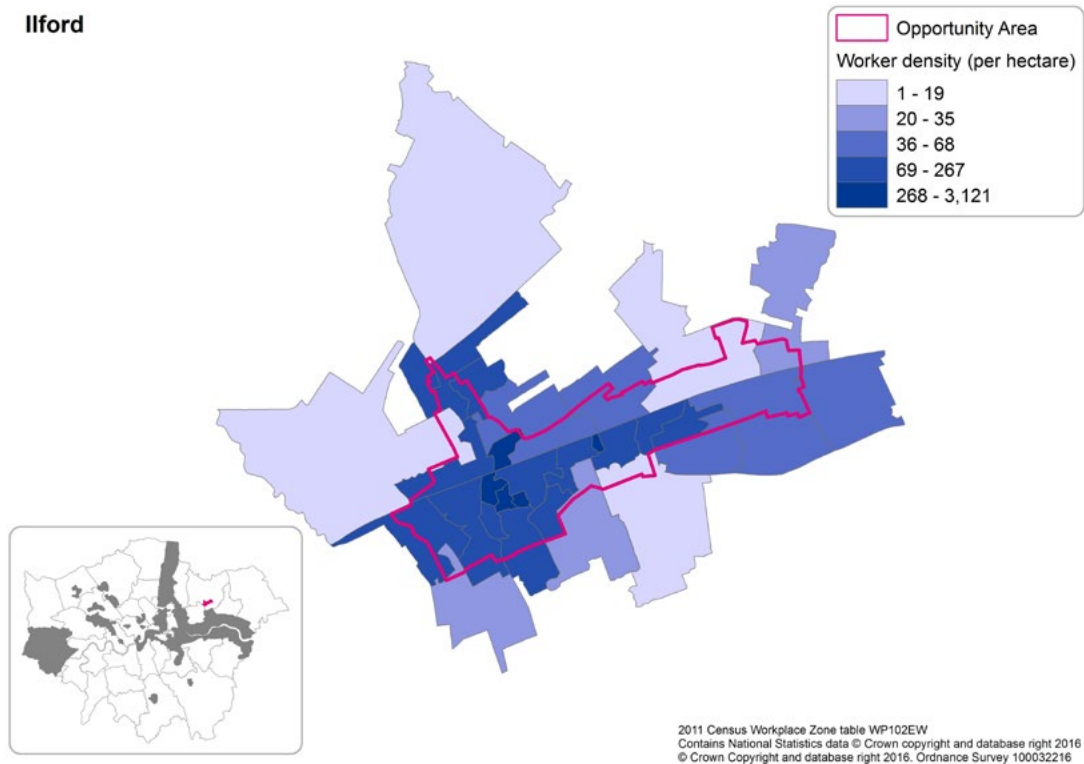 Ilford
Opportunity Area
Worker density (per hectare)
1 - 19
20 - 35
36 - 68
69 - 267
268 - 3,121
2011 Census Workplace Zone table WP102EW
Contains National Statistics data © Crown copyright and database right 2016
© Crown Copyright and database right 2016. Ordnance Survey 100032216